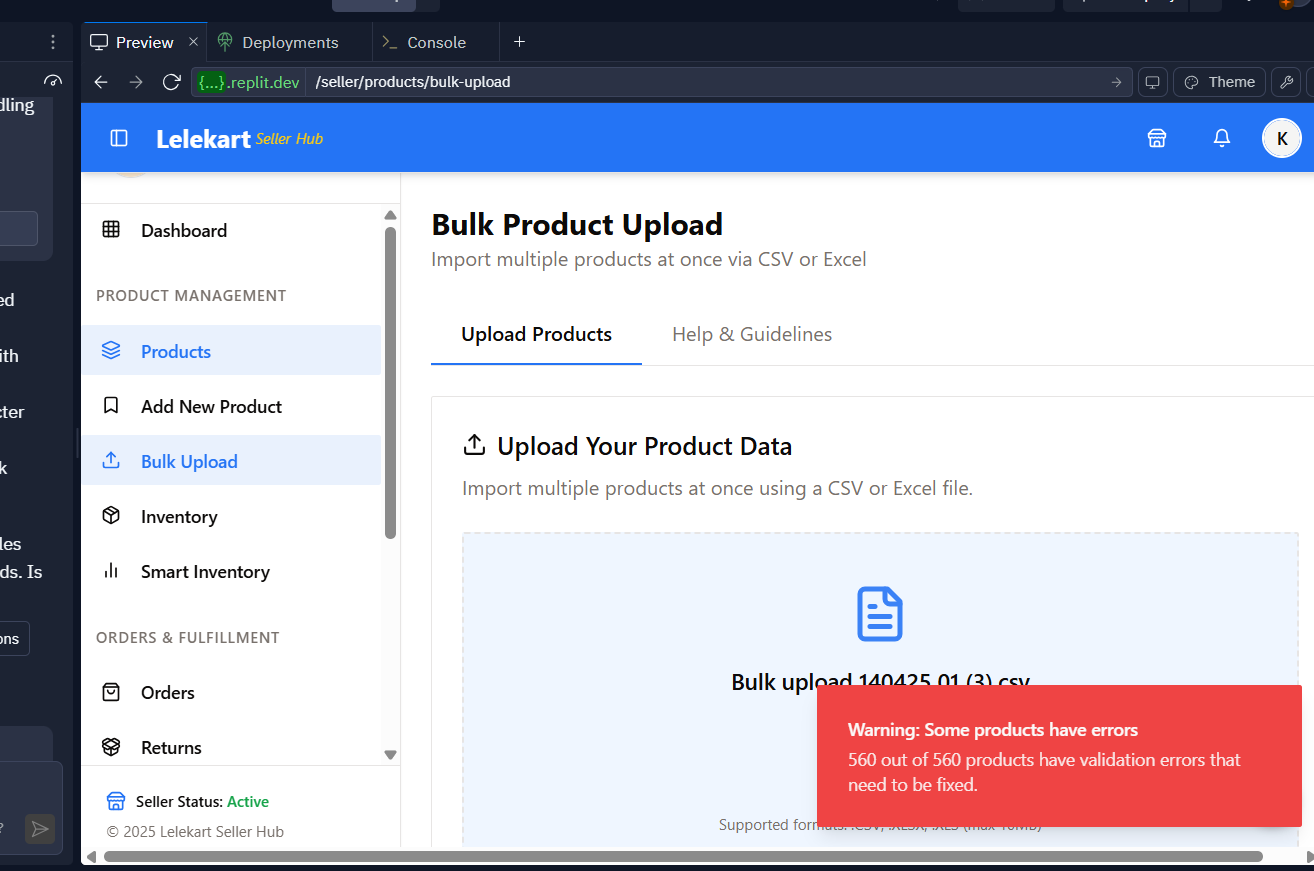 Preview
Deployments
Console
{...}.replit.dev
/seller/products/bulk-upload
Theme
dling
ed
ith
cter
k
les
ds. Is
ons
?
Lelekart Seller Hub
K
Dashboard
PRODUCT MANAGEMENT
Products
Add New Product
Bulk Upload
Inventory
Smart Inventory
ORDERS & FULFILLMENT
Orders
Returns
Seller Status: Active
© 2025 Lelekart Seller Hub
Bulk Product Upload
Import multiple products at once via CSV or Excel
Upload Products
Help & Guidelines
Upload Your Product Data
Import multiple products at once using a CSV or Excel file.
Bulk upload 140425 01 (3).csv
Warning: Some products have errors
560 out of 560 products have validation errors that
need to be fixed.
Supported formats: .CSV, .XLSX, .XLS (max 10MB)